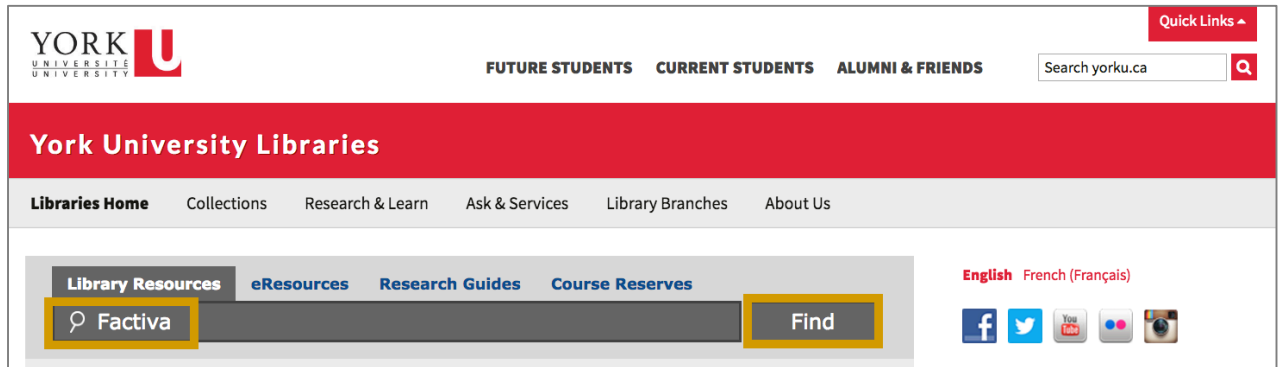 Quick Links
YORK U
UNIVERSITÉ
UNIVERSITY
FUTURE STUDENTS CURRENT STUDENTS ALUMNI & FRIENDS Search yorku.ca
York University Libraries
Libraries Home Collections Research & Learn Ask & Services Library Branches About Us
Library Resources eResources Research Guides Course Reserves
Factiva Find
English French (Français)
f You Tube